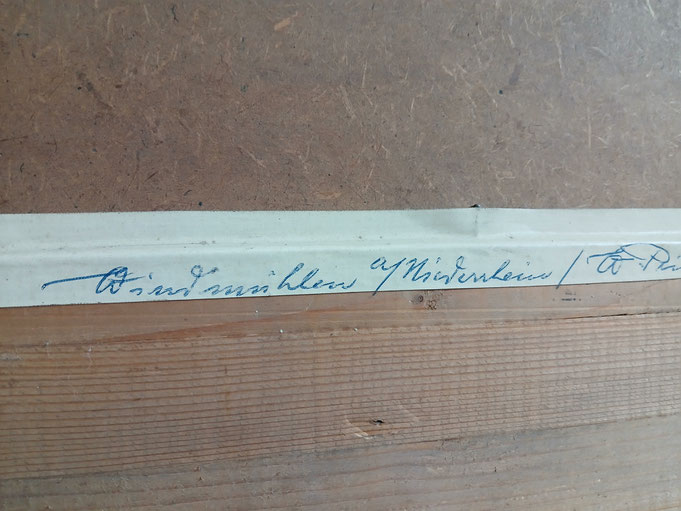 Windmühlen a/Niederrhein / W.